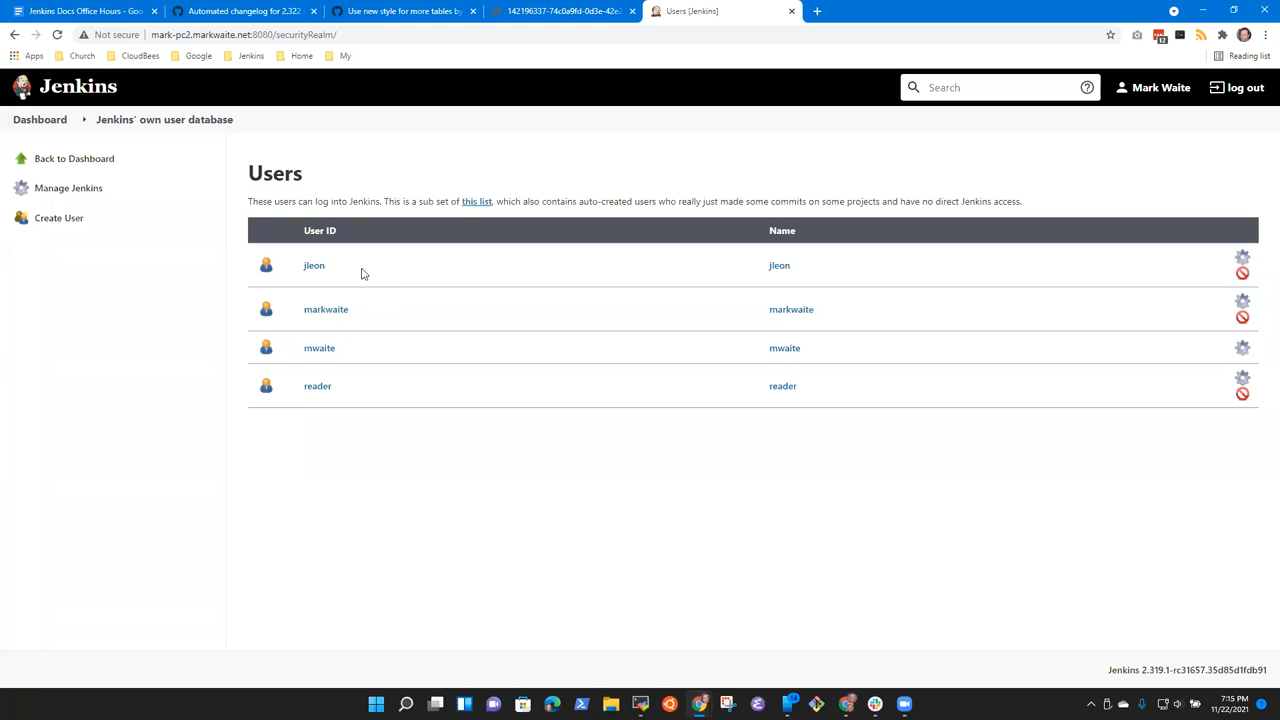 Jenkins Docs Office Hours - Goo
Automated changelog for 2.322
Use new style for more tables by
142196337-74c0a9fd-0d3e-42e2
Users [Jenkins]
Not secure mark-pc2.markwaite.net:8080/securityRealm/
12
Apps Church CloudBees Google Jenkins Home My Reading list
Jenkins Search Mark Waite log out
Dashboard Jenkins' own user database
Back to Dashboard
Manage Jenkins
Create User
Users
These users can log into Jenkins. This is a sub set of this list, which also contains auto-created users who really just made some commits on some projects and have no direct Jenkins access.
User ID Name
jleon jleon
markwaite markwaite
mwaite mwaite
reader reader
Jenkins 2.319.1-rc31657.35d85d1fdb91
7:15 PM
11/22/2021